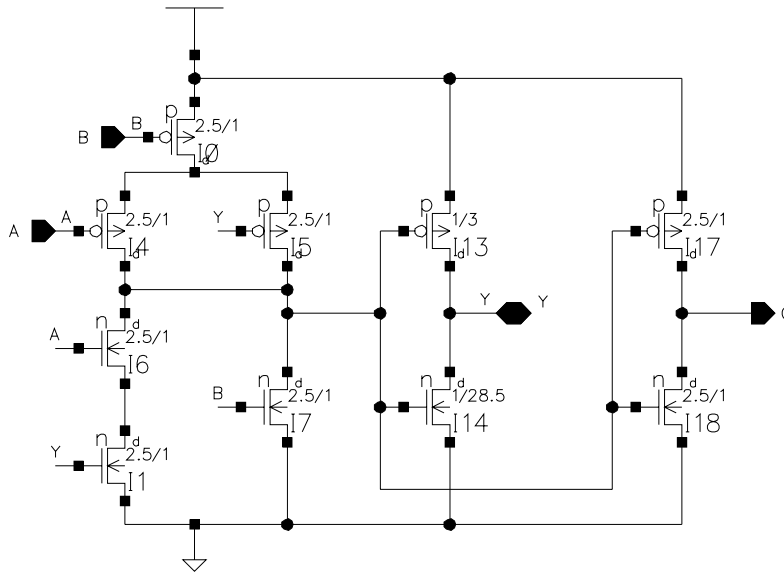 p
B B 2.5/1
I0
d
p p p p
A A 2.5/1 Y 2.5/1 1/3 2.5/1
I4 I5 I13 I17
d d d d
Y Y
n d
A 2.5/1
I6
n d n d n d
B 2.5/1 1/28.5 2.5/1
I7 I14 I18
n d
Y 2.5/1
I1